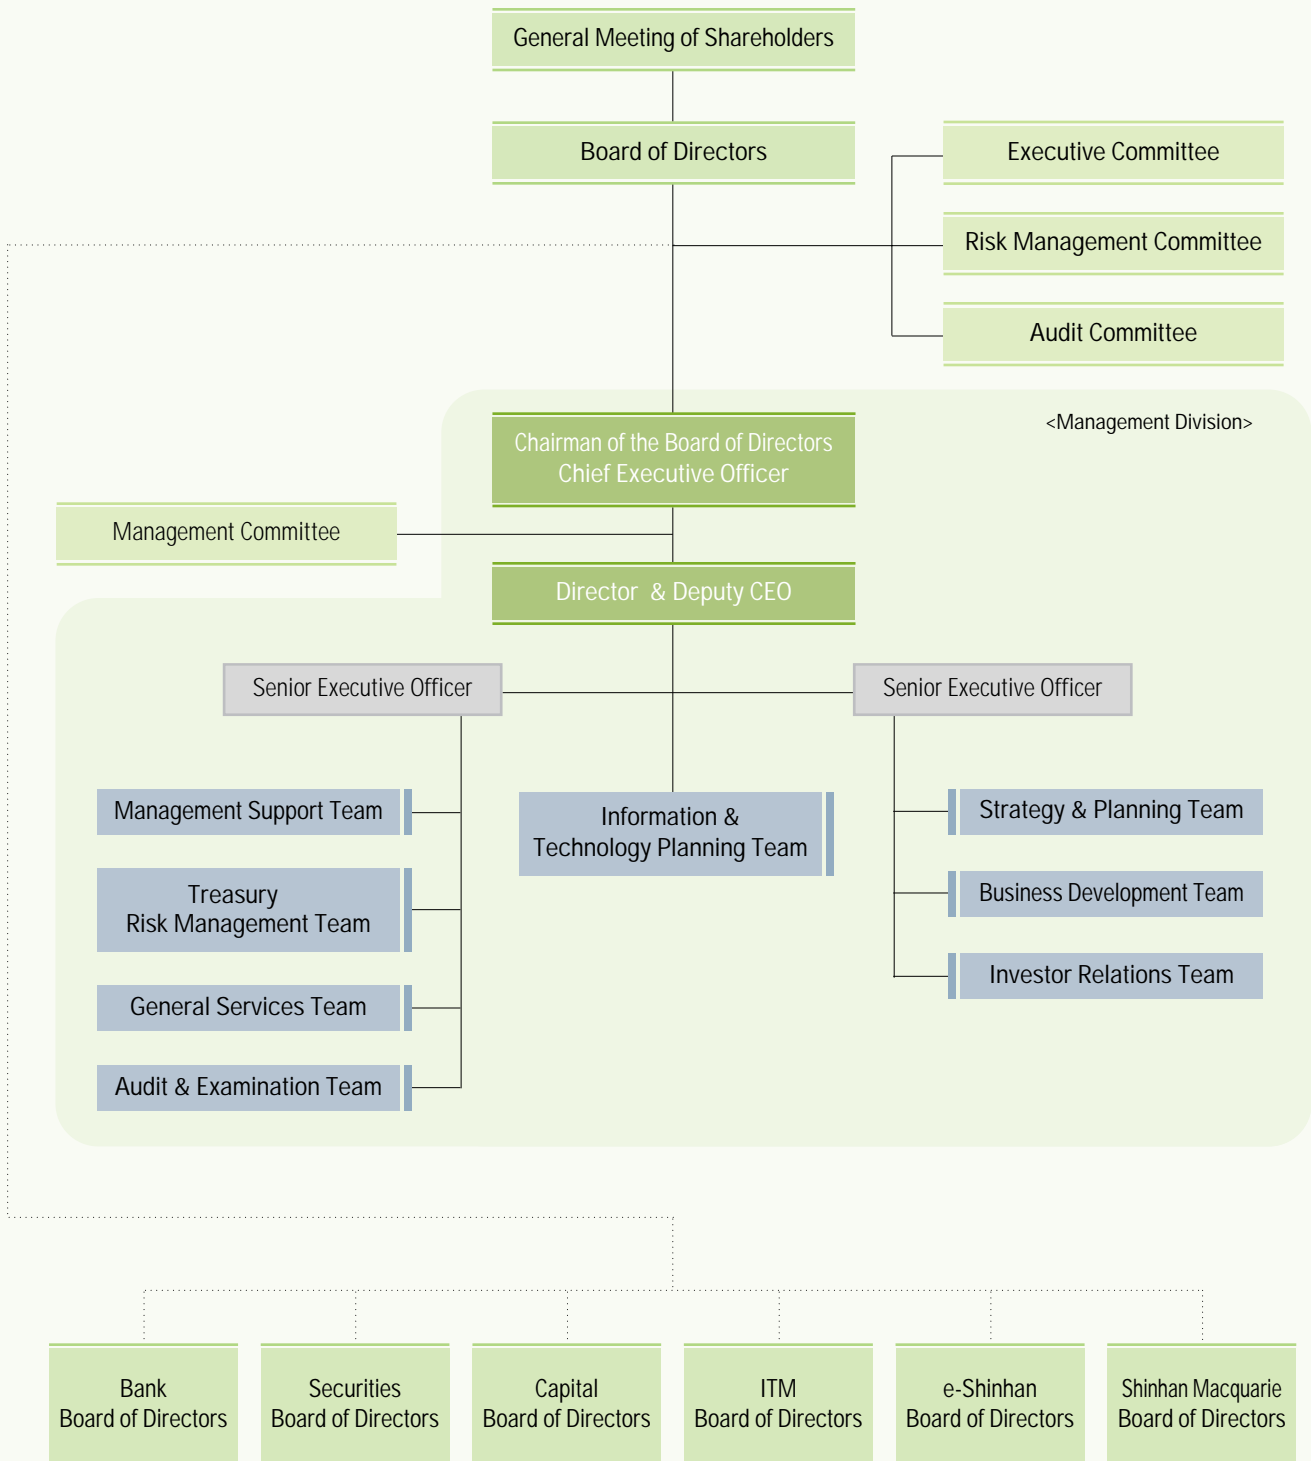 General Meeting of Shareholders
Board of Directors
Executive Committee
Risk Management Committee
Audit Committee
<Management Division>
Chairman of the Board of Directors
Chief Executive Officer
Management Committee
Director & Deputy CEO
Senior Executive Officer
Senior Executive Officer
Management Support Team
Treasury
Risk Management Team
General Services Team
Audit & Examination Team
Information &
Technology Planning Team
Strategy & Planning Team
Business Development Team
Investor Relations Team
Bank
Board of Directors
Securities
Board of Directors
Capital
Board of Directors
ITM
Board of Directors
e-Shinhan
Board of Directors
Shinhan Macquarie
Board of Directors